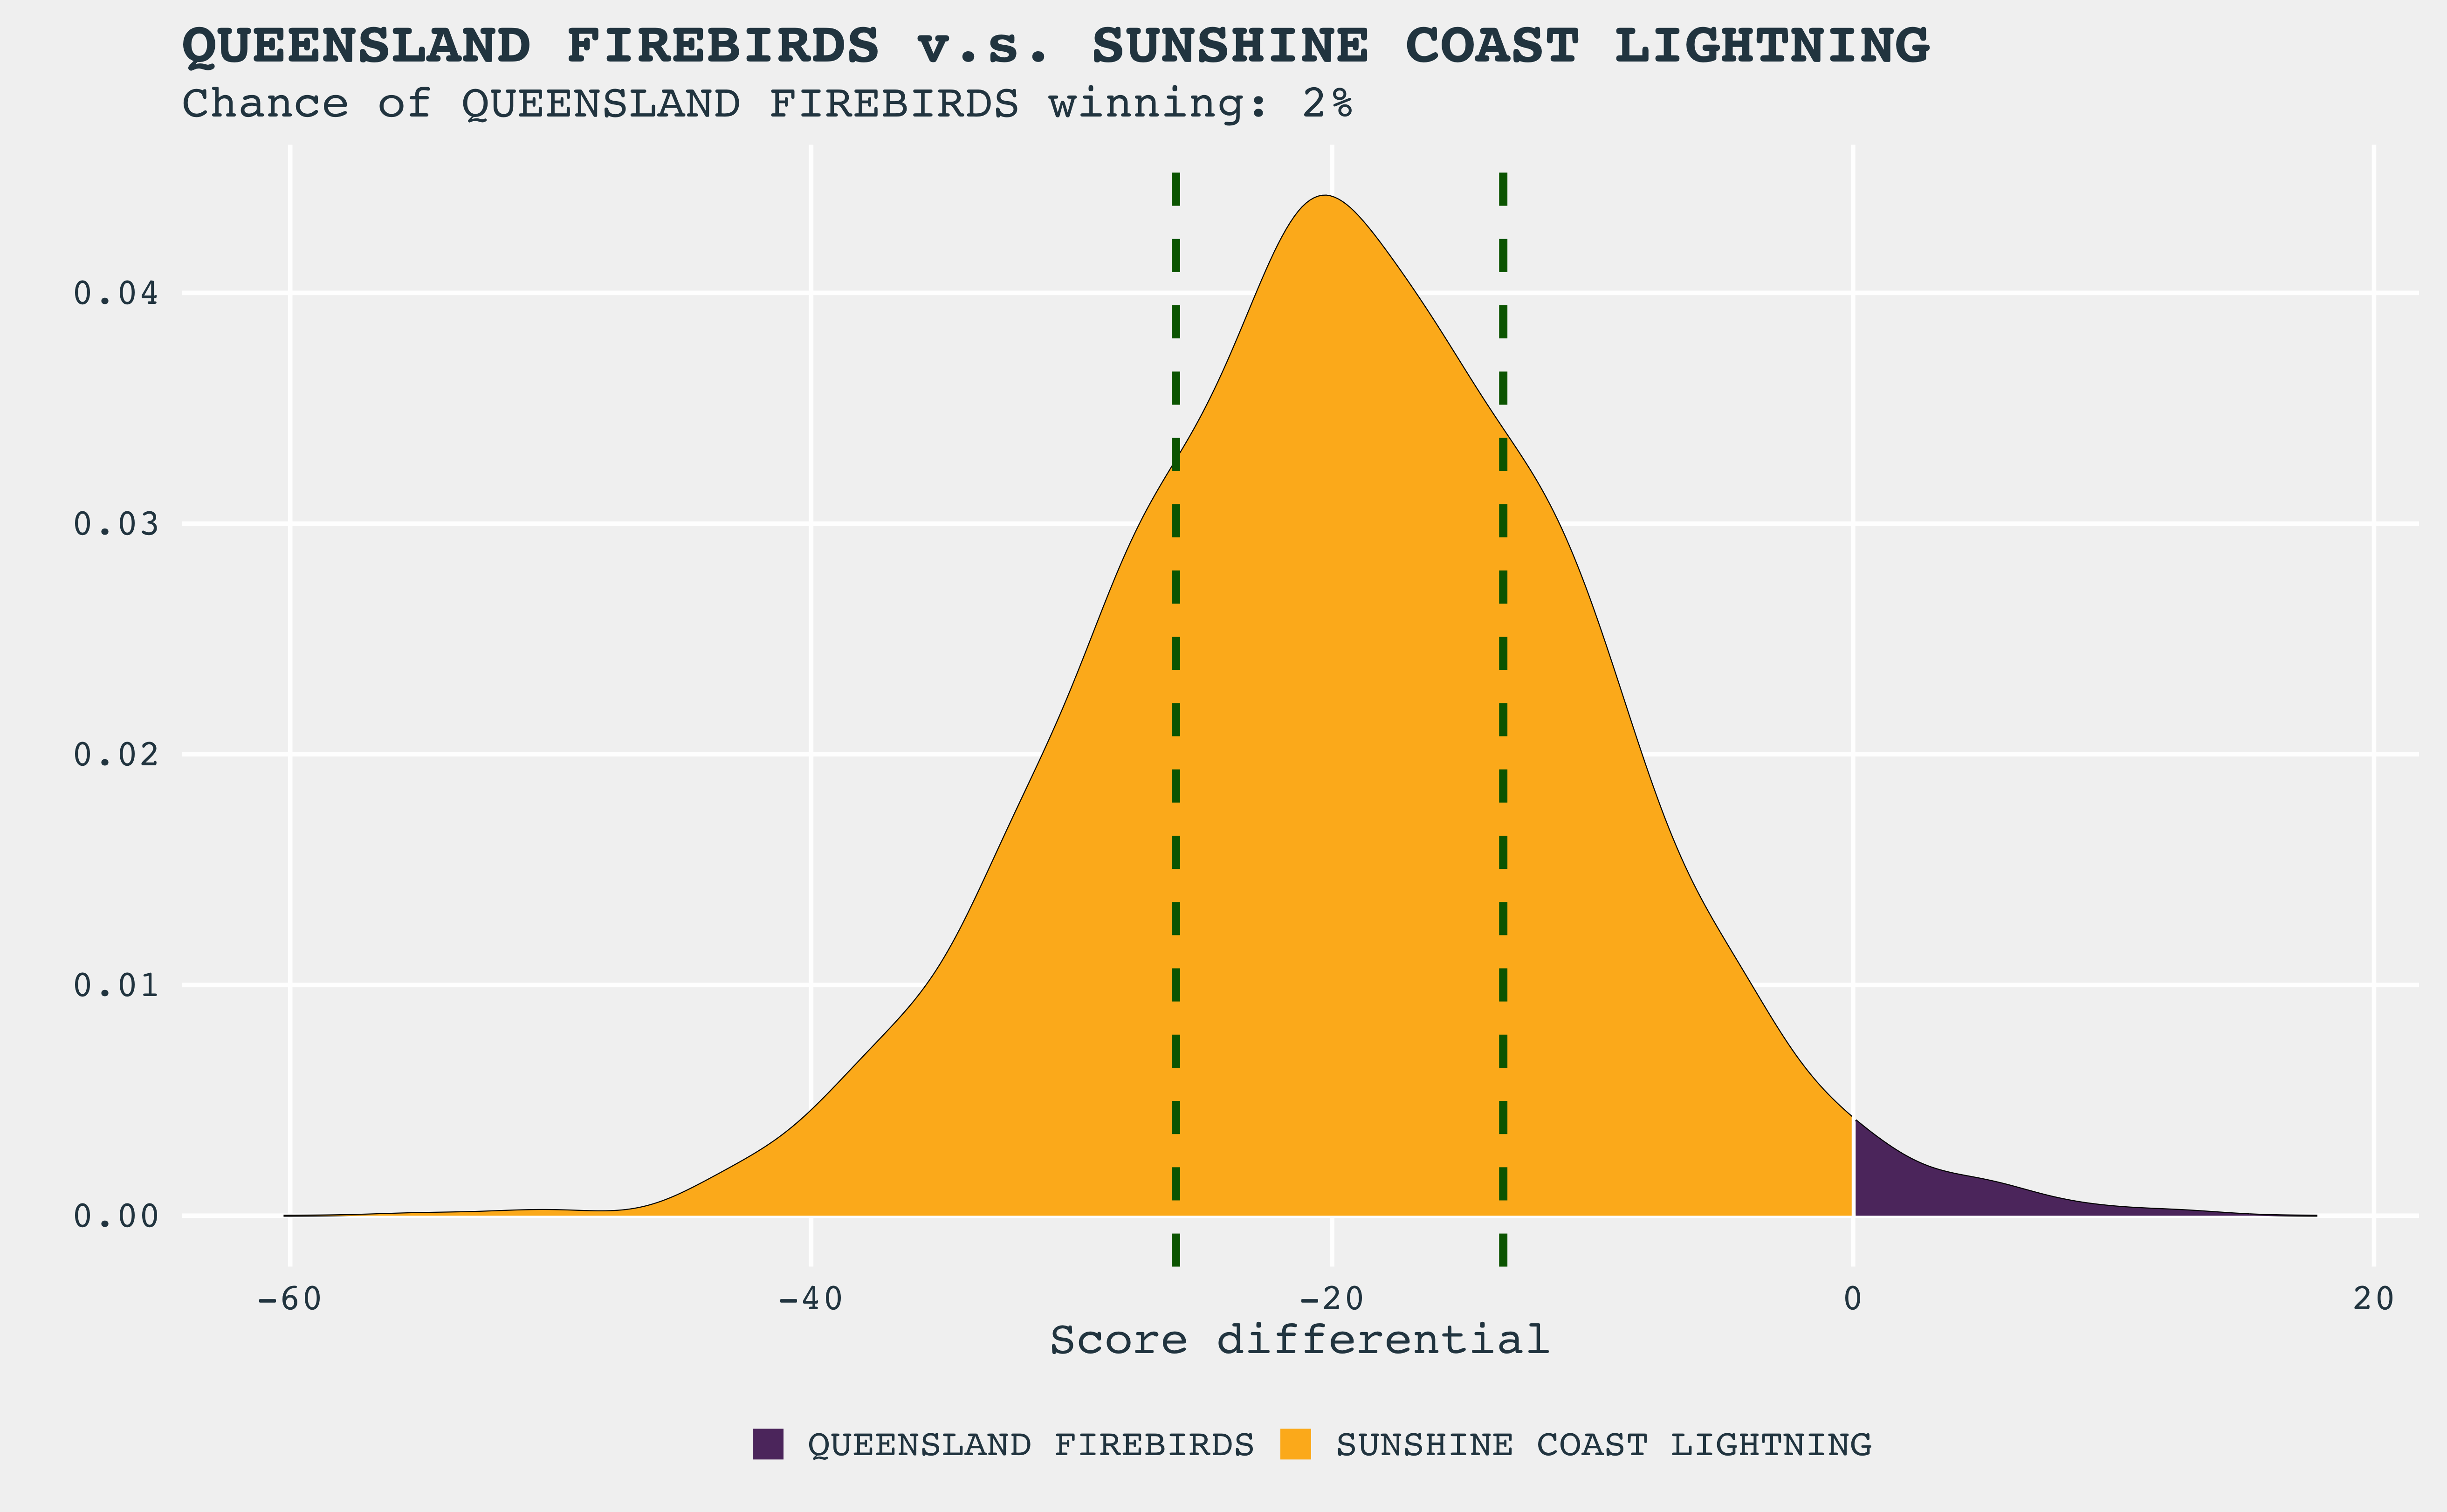 QUEENSLAND FIREBIRDS v.s. SUNSHINE COAST LIGHTNING
Chance of QUEENSLAND FIREBIRDS winning: 2%
0.04
0.03
0.02
0.01
0.00
-60 -40 -20 0 20
Score differential
QUEENSLAND FIREBIRDS SUNSHINE COAST LIGHTNING